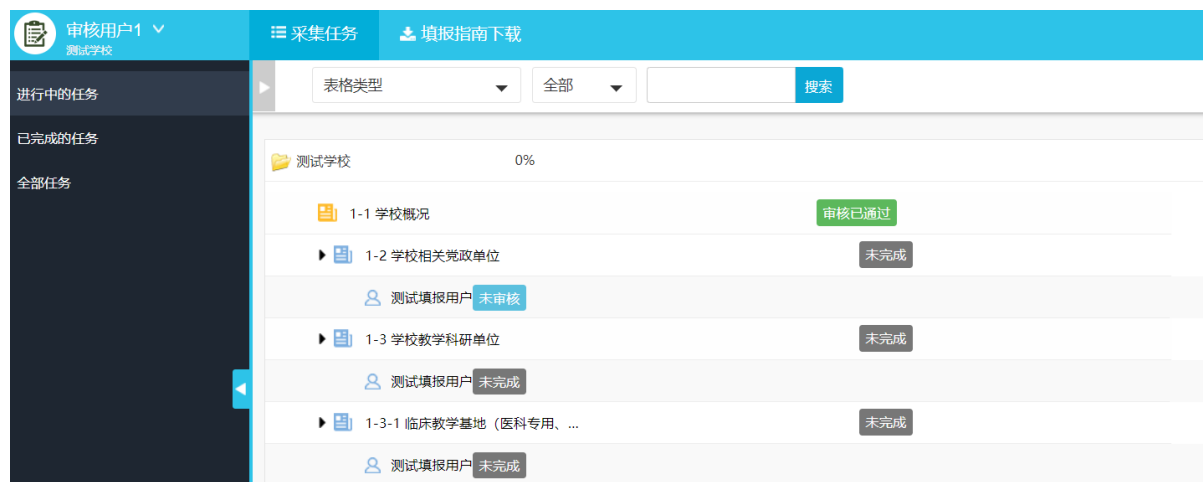 审核用户1
测试学校
采集任务 填报指南下载
进行中的任务
已完成的任务
全部任务
表格类型 全部 搜索
测试学校 0%
1-1 学校概况 审核已通过
1-2 学校相关党政单位 未完成
测试填报用户 未审核
1-3 学校教学科研单位 未完成
测试填报用户 未完成
1-3-1 临床教学基地（医科专用、... 未完成
测试填报用户 未完成